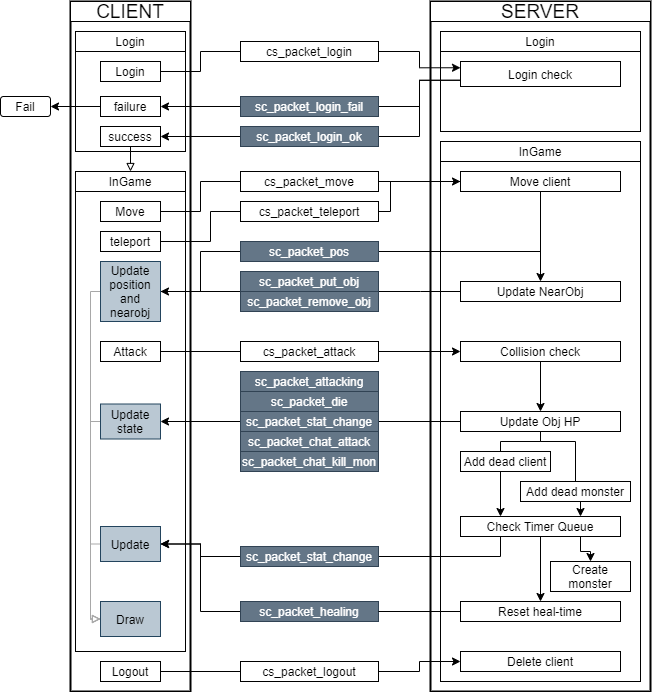 CLIENT
SERVER
Login
Login
cs_packet_login
Login
Login check
Fail
failure
sc_packet_login_fail
success
sc_packet_login_ok
InGame
InGame
cs_packet_move
Move client
Move
cs_packet_teleport
teleport
sc_packet_pos
Update
position
and
nearobj
sc_packet_put_obj
sc_packet_remove_obj
Update NearObj
Attack
cs_packet_attack
Collision check
sc_packet_attacking
sc_packet_die
Update
state
sc_packet_stat_change
Update Obj HP
sc_packet_chat_attack
sc_packet_chat_kill_mon
Add dead client
Add dead monster
Check Timer Queue
Update
sc_packet_stat_change
Create
monster
Draw
sc_packet_healing
Reset heal-time
Logout
cs_packet_logout
Delete client